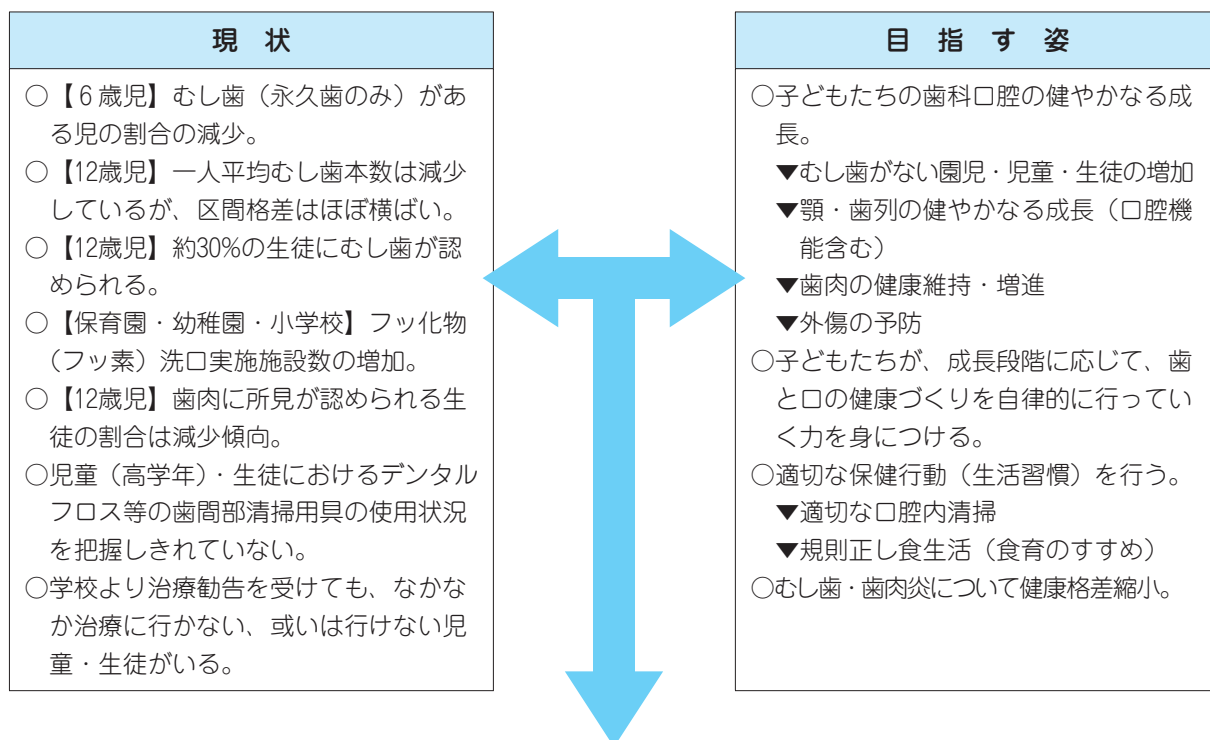 現 状
○【6歳児】むし歯（永久歯のみ）があ
る児の割合の減少。
○【12歳児】一人平均むし歯本数は減少
しているが、区間格差はほぼ横ばい。
○【12歳児】約30%の生徒にむし歯が認
められる。
○【保育園・幼稚園・小学校】フッ化物
（フッ素）洗口実施施設数の増加。
○【12歳児】歯肉に所見が認められる生
徒の割合は減少傾向。
○児童（高学年）・生徒におけるデンタル
フロス等の歯間部清掃用具の使用状況
を把握しきれていない。
○学校より治療勧告を受けても、なかな
か治療に行かない、或いは行けない児
童・生徒がいる。
目 指 す 姿
○子どもたちの歯科口腔の健やかなる成
長。
▼むし歯がない園児・児童・生徒の増加
▼顎・歯列の健やかなる成長（口腔機
能含む）
▼歯肉の健康維持・増進
▼外傷の予防
○子どもたちが、成長段階に応じて、歯
と口の健康づくりを自律的に行ってい
く力を身につける。
○適切な保健行動（生活習慣）を行う。
▼適切な口腔内清掃
▼規則正し食生活（食育のすすめ）
○むし歯・歯肉炎について健康格差縮小。